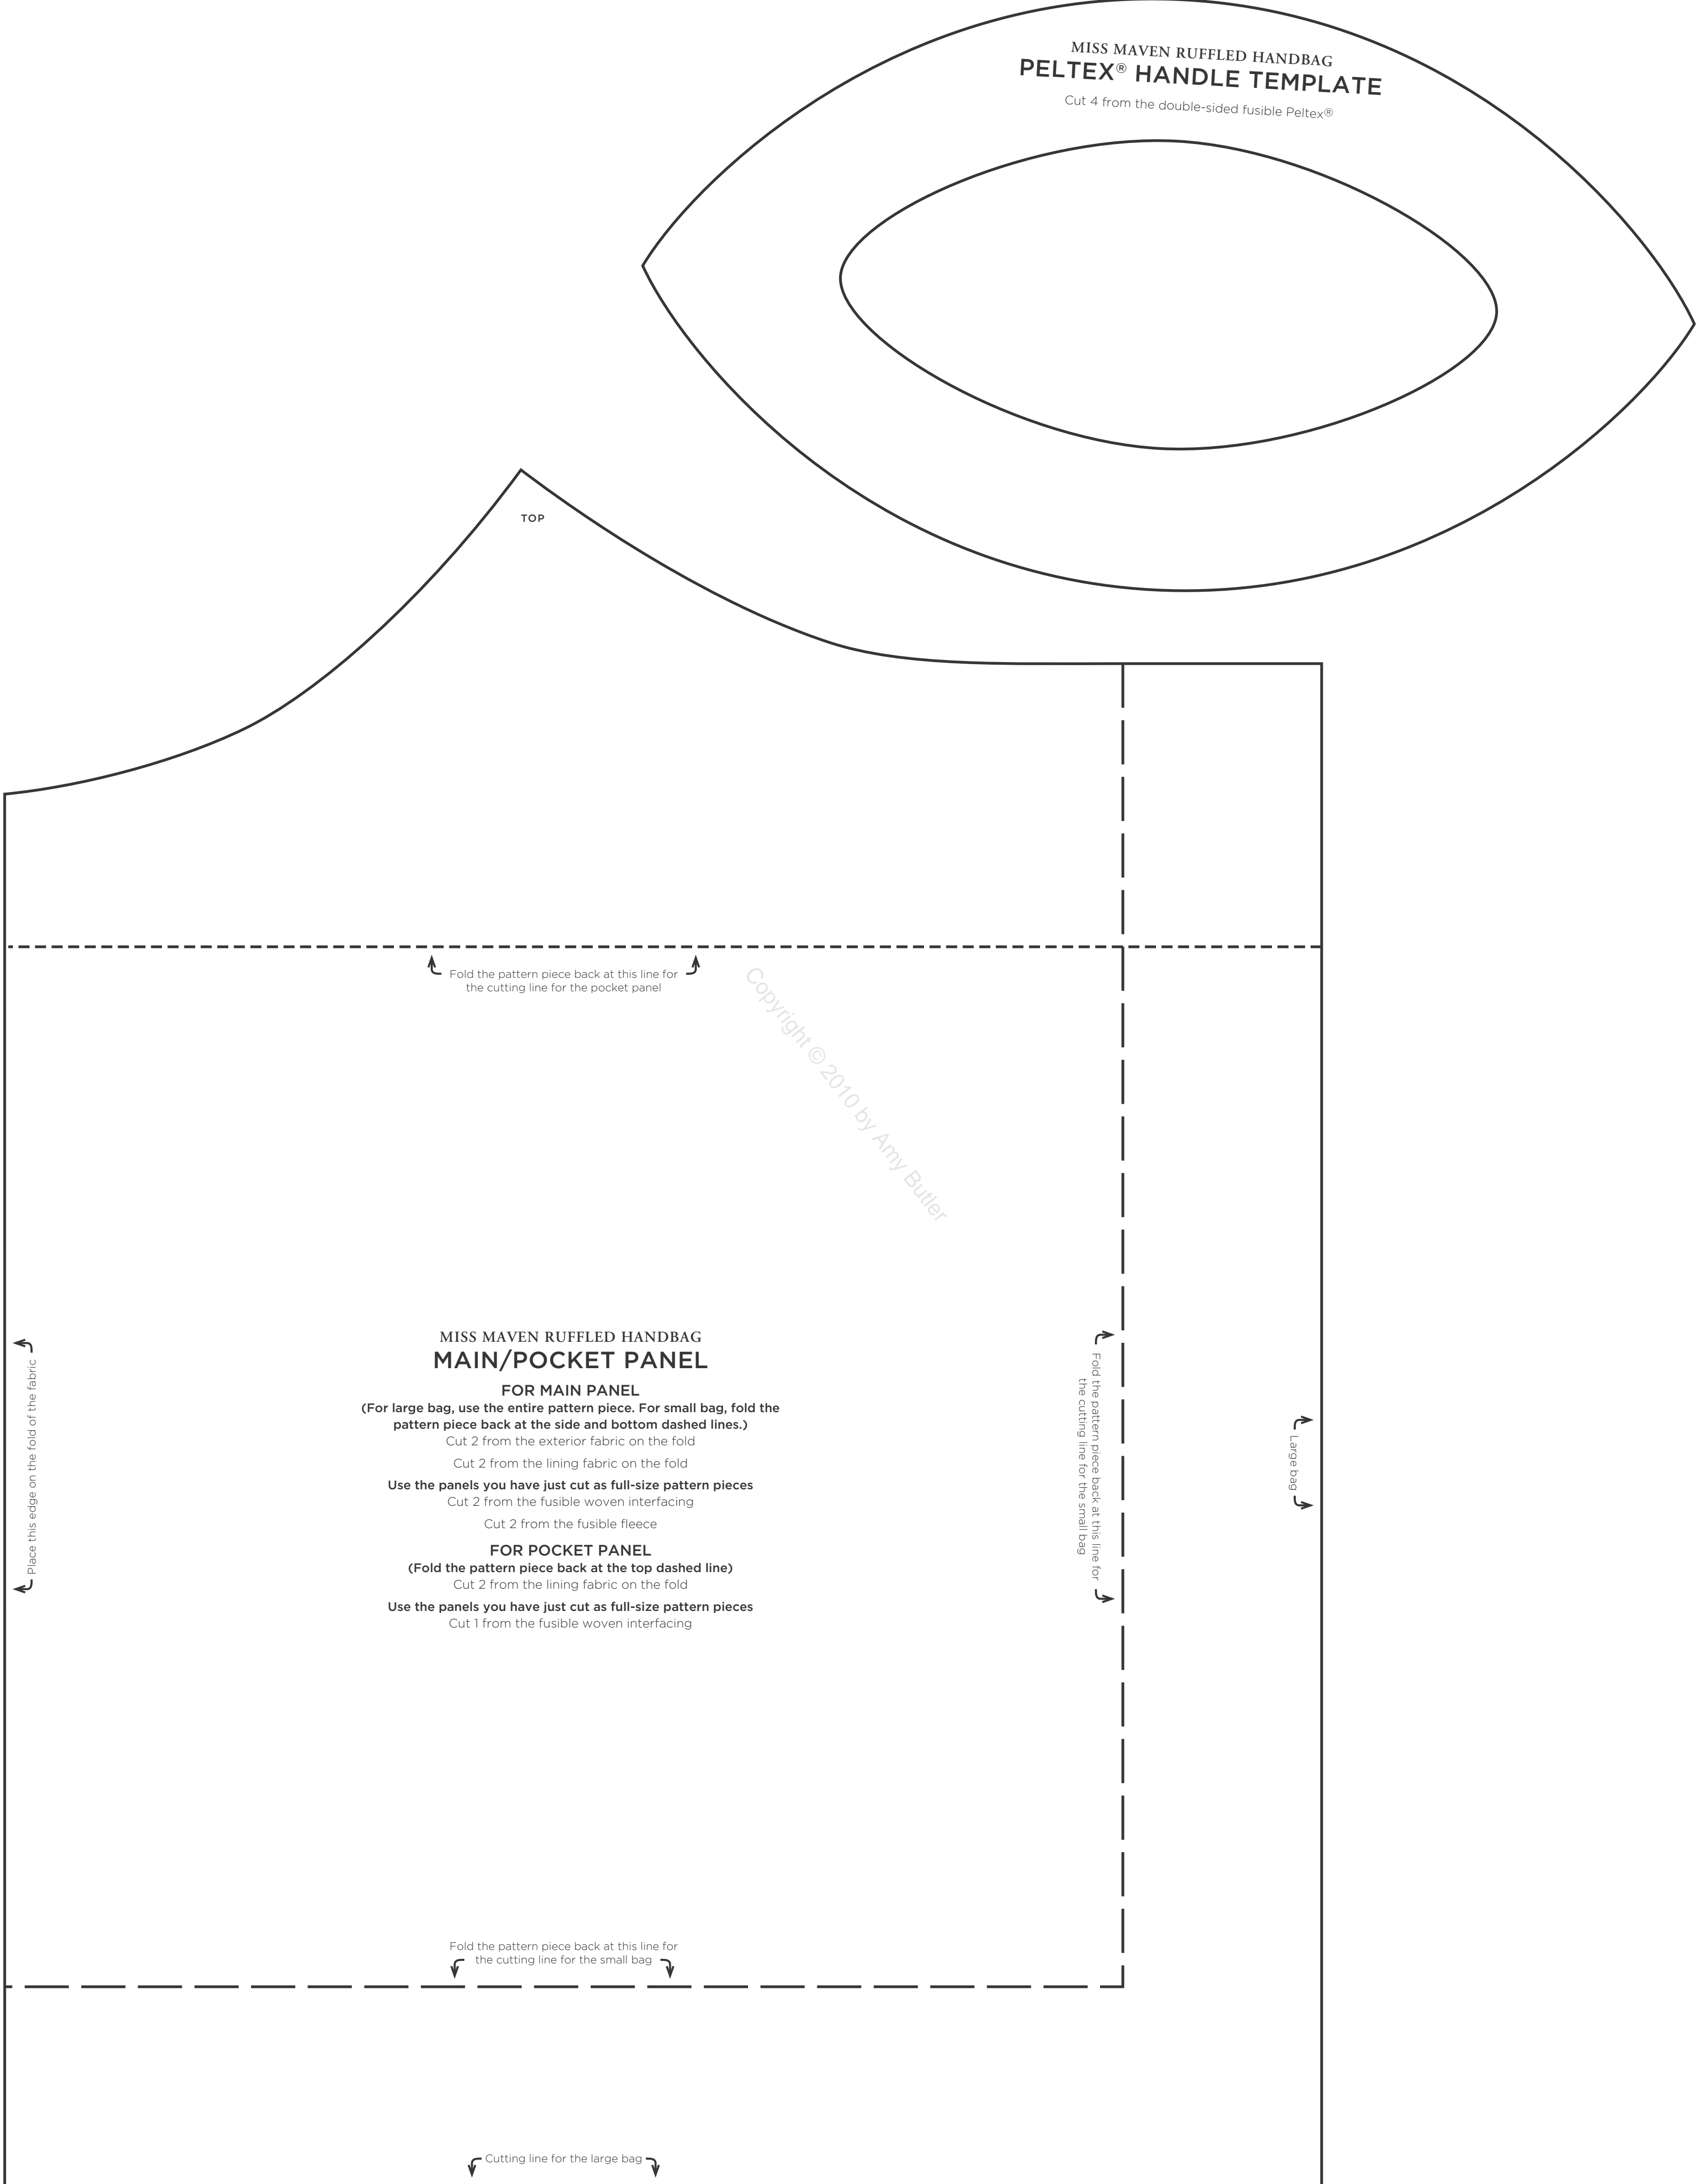 MISS MAVEN RUFFLED HANDBAG
PELTEX® HANDLE TEMPLATE
Cut 4 from the double-sided fusible Peltex®
TOP
Fold the pattern piece back at this line for
the cutting line for the pocket panel
Copyright © 2010 by Amy Butler
Place this edge on the fold of the fabric
MISS MAVEN RUFFLED HANDBAG
MAIN/POCKET PANEL
FOR MAIN PANEL
(For large bag, use the entire pattern piece. For small bag, fold the
pattern piece back at the side and bottom dashed lines.)
Cut 2 from the exterior fabric on the fold
Cut 2 from the lining fabric on the fold
Use the panels you have just cut as full-size pattern pieces
Cut 2 from the fusible woven interfacing
Cut 2 from the fusible fleece
FOR POCKET PANEL
(Fold the pattern piece back at the top dashed line)
Cut 2 from the lining fabric on the fold
Use the panels you have just cut as full-size pattern pieces
Cut 1 from the fusible woven interfacing
Fold the pattern piece back at this line for
the cutting line for the small bag
Large bag
Fold the pattern piece back at this line for
the cutting line for the small bag
Cutting line for the large bag